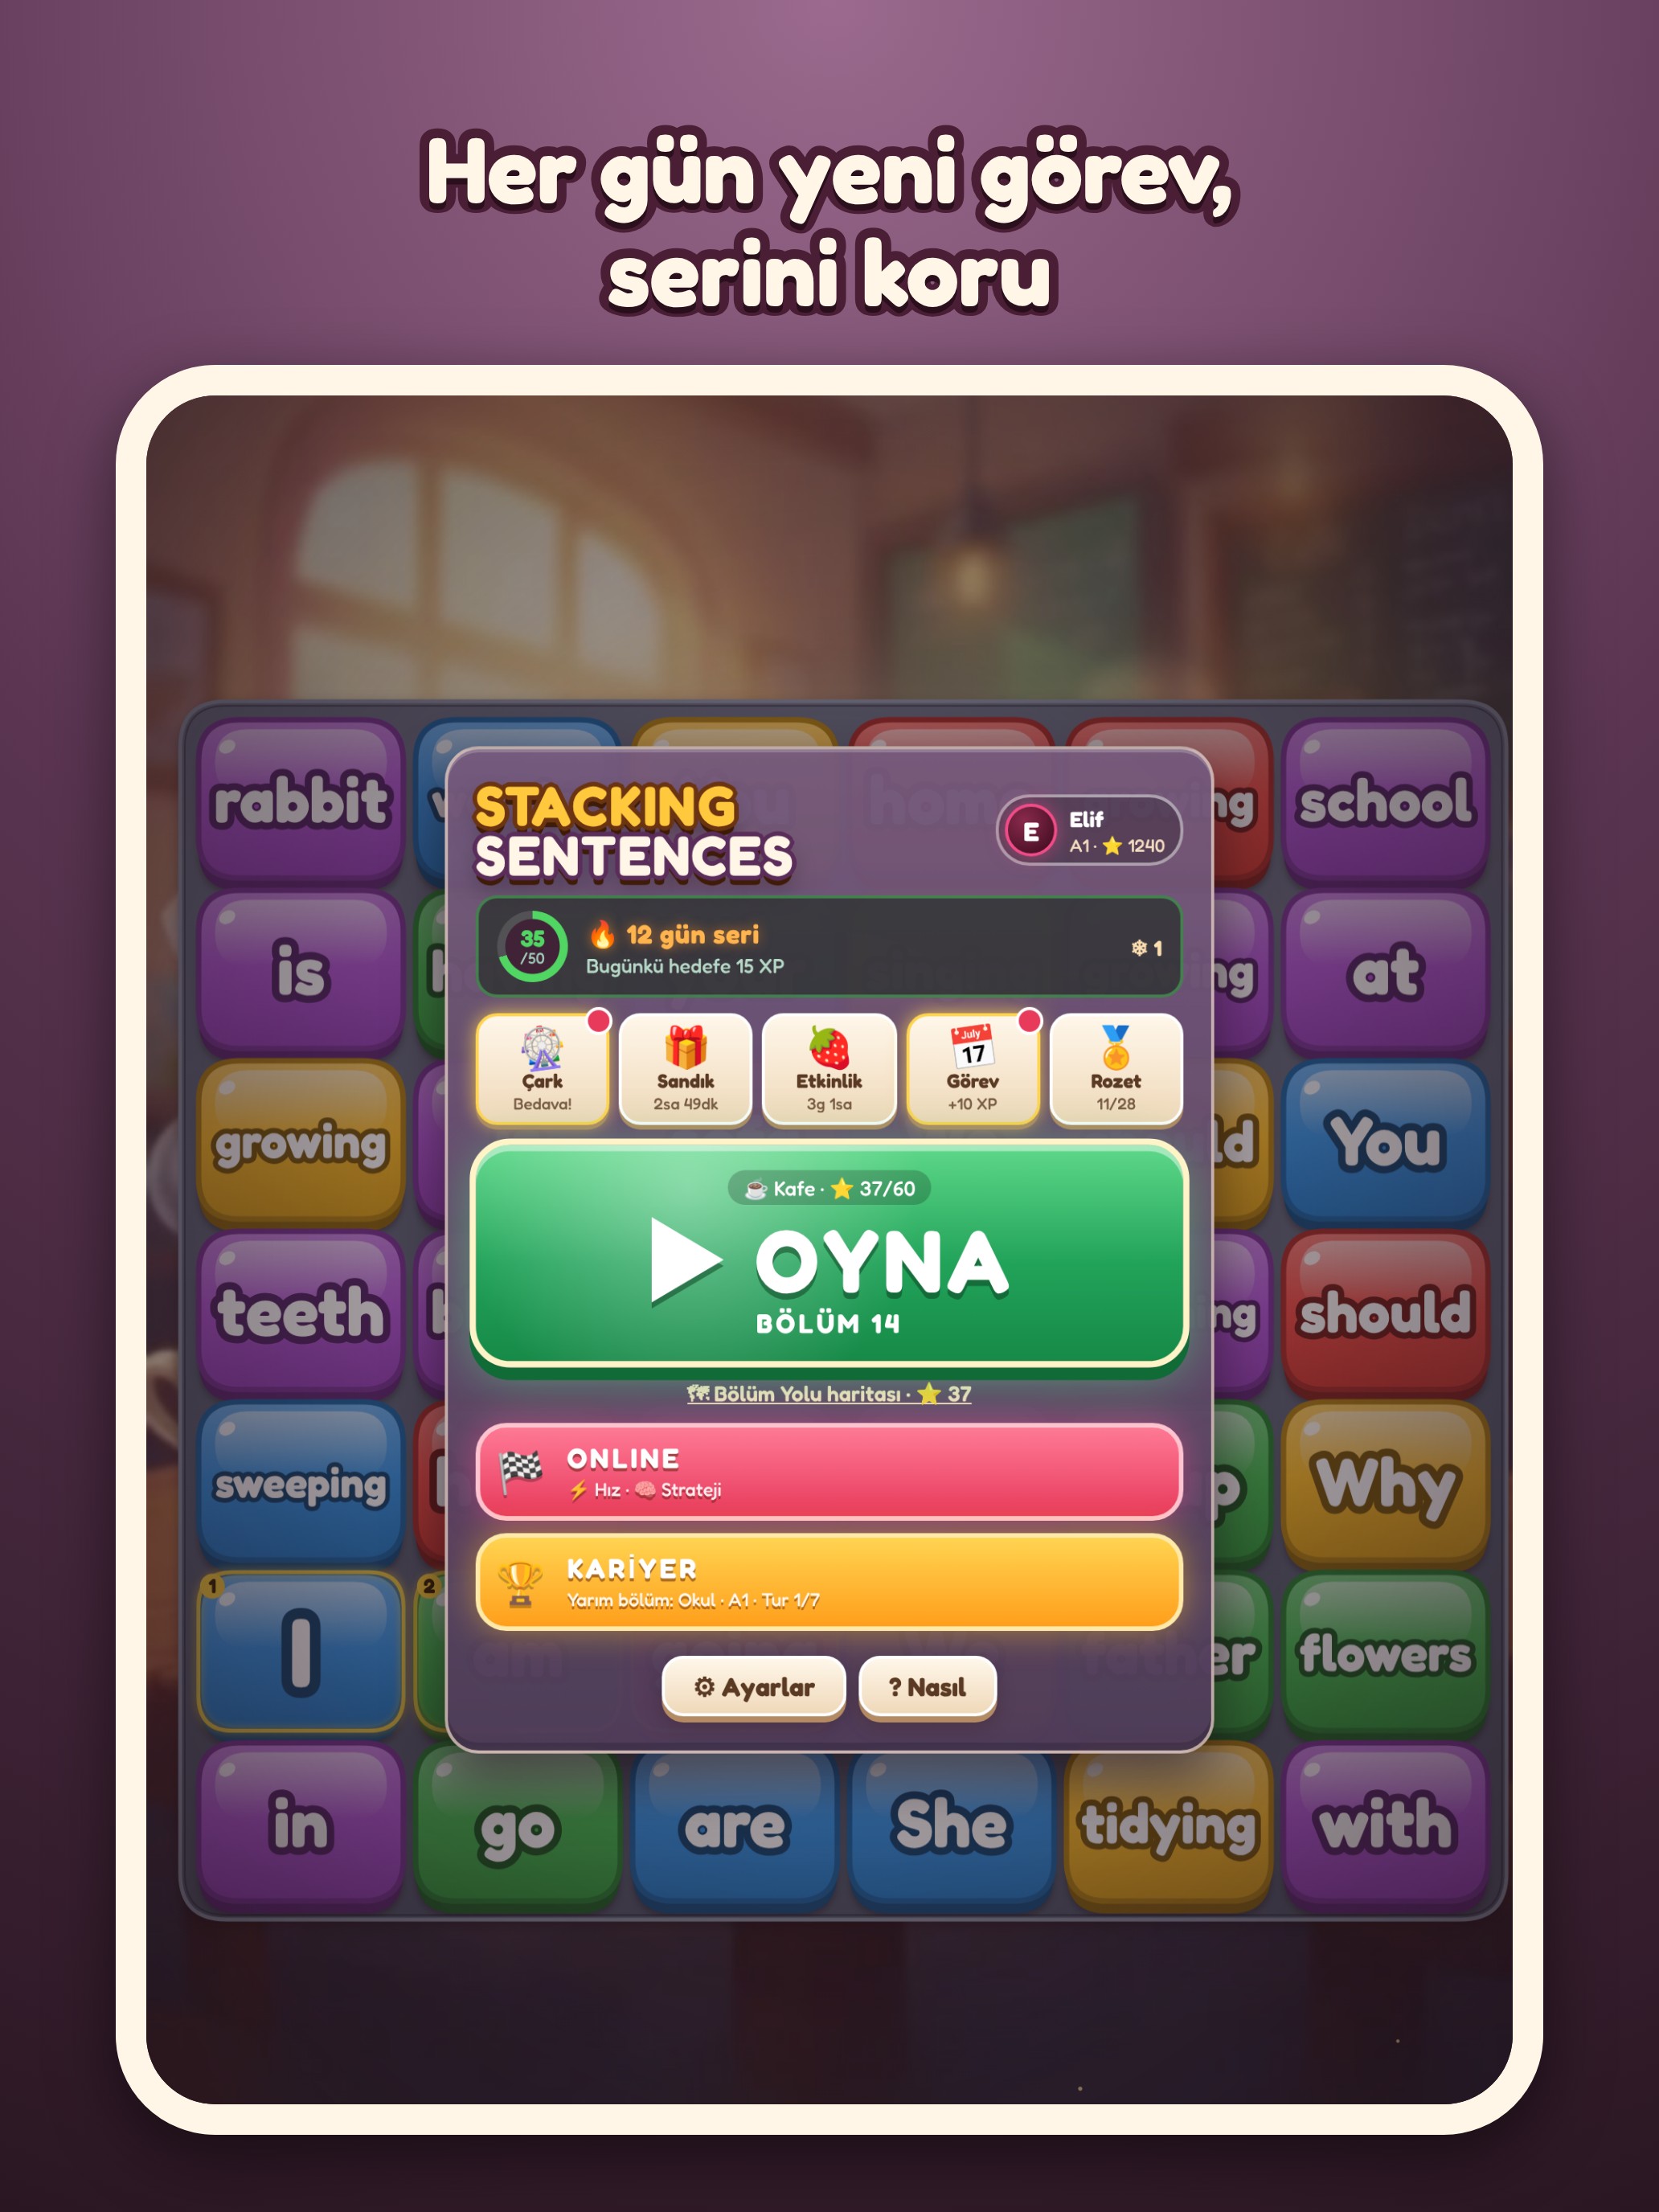 Her gün yeni görev,
serini koru
rabbit
school
STACKING
SENTENCES
E
Elif
A1 · ⭐ 1240
is
at
35
/50
🔥 12 gün seri
Bugünkü hedefe 15 XP
❄ 1
growing
You
July
17
Çark
Bedava!
Sandık
2sa 49dk
Etkinlik
3g 1sa
Görev
+10 XP
Rozet
11/28
☕ Kafe · ⭐ 37/60
OYNA
BÖLÜM 14
teeth
should
🗺 Bölüm Yolu haritası · ⭐ 37
sweeping
Why
ONLINE
⚡ Hız · 🧠 Strateji
KARİYER
Yarım bölüm: Okul · A1 · Tur 1/7
1
2
I
am
flowers
⚙ Ayarlar
? Nasıl
in
go
are
She
tidying
with